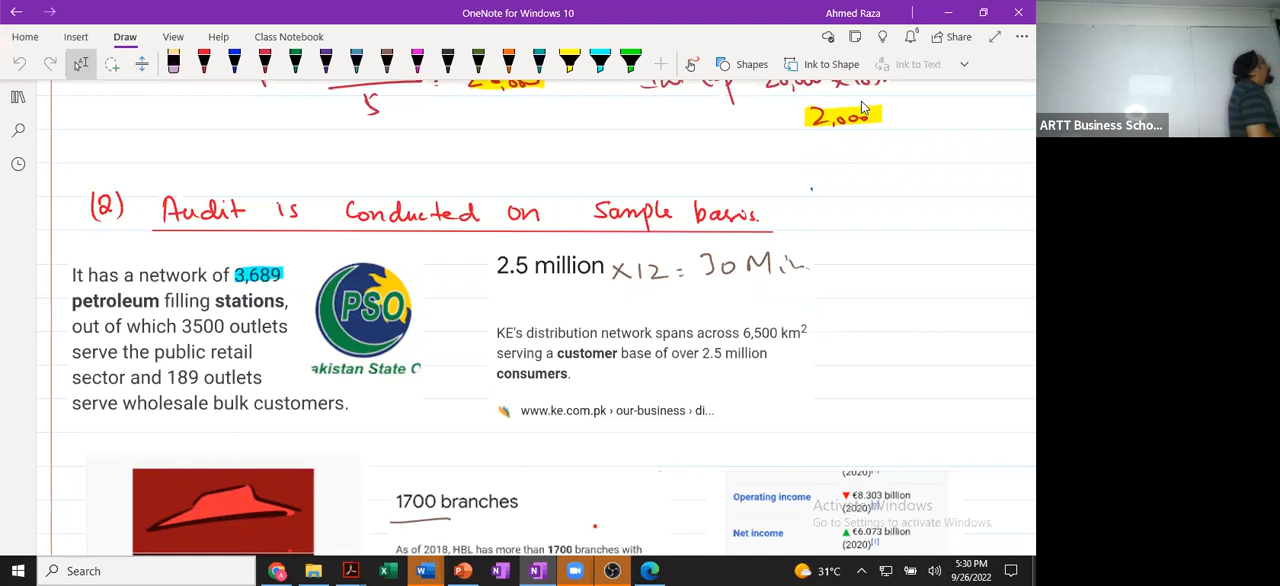 OneNote for Windows 10
Ahmed Raza
Home Insert Draw View Help Class Notebook
6 Share
Shapes Ink to Shape Ink to Text
5
2,000
ARTT Business Scho...
(2) Audit is Conducted on Sample basis.
It has a network of 3,689
petroleum filling stations,
out of which 3500 outlets
serve the public retail
sector and 189 outlets
serve wholesale bulk customers.
PSO
akistan State
2.5 million X12 = 30 Min.
KE's distribution network spans across 6,500 km2
serving a customer base of over 2.5 million
consumers.
www.ke.com.pk › our-business › di...
1700 branches
As of 2018, HBL has more than 1700 branches with
(2020)
Operating income ▼ €8.303 billion
(2020)
Net income ▲ €6.073 billion
(2020)[1]
Activate Windows
Go to Settings to activate Windows.
Search
31°C
5:30 PM
9/26/2022